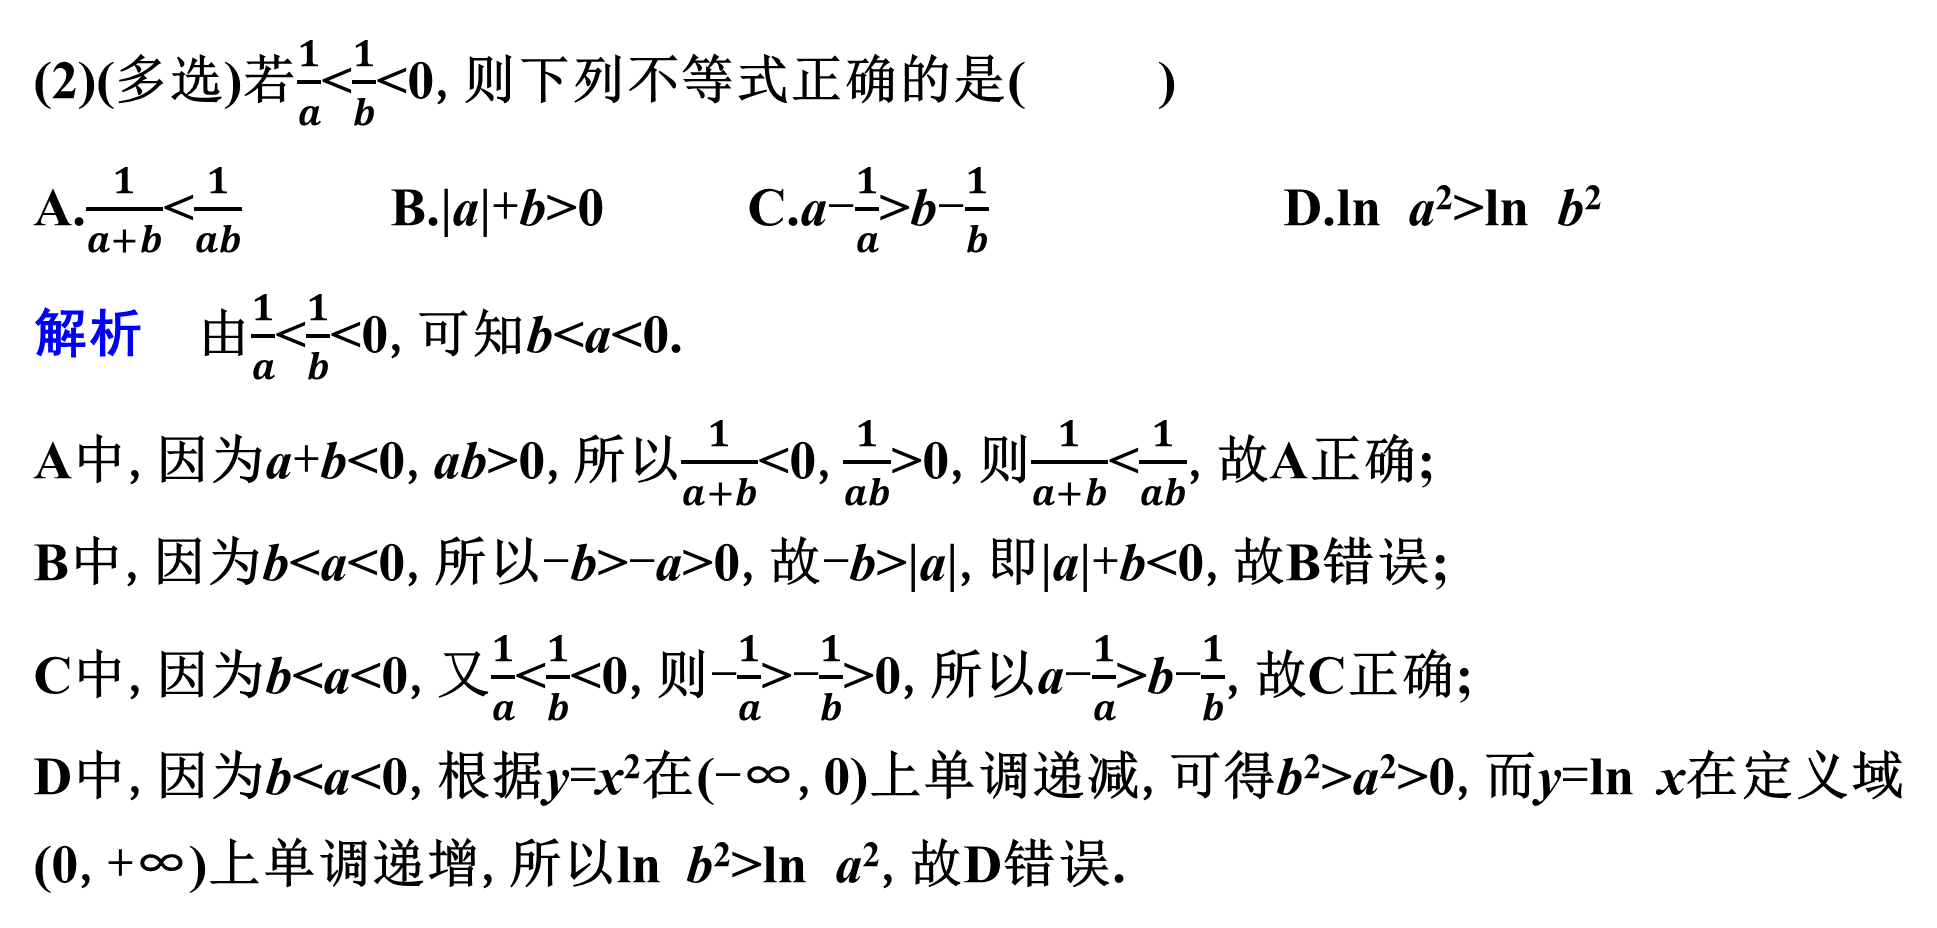 (2)(多选)若1/a<1/b<0, 则下列不等式正确的是(  )
A.1/(a+b)<1/(ab) B.|a|+b>0 C.a−1/a>b−1/b D.ln a²>ln b²
解析 由1/a<1/b<0, 可知b<a<0.
A中, 因为a+b<0, ab>0, 所以1/(a+b)<0, 1/(ab)>0, 则1/(a+b)<1/(ab), 故A正确;
B中, 因为b<a<0, 所以−b>−a>0, 故−b>|a|, 即|a|+b<0, 故B错误;
C中, 因为b<a<0, 又1/a<1/b<0, 则−1/a>−1/b>0, 所以a−1/a>b−1/b, 故C正确;
D中, 因为b<a<0, 根据y=x²在(−∞, 0)上单调递减, 可得b²>a²>0, 而y=ln x在定义域
(0, +∞)上单调递增, 所以ln b²>ln a², 故D错误.